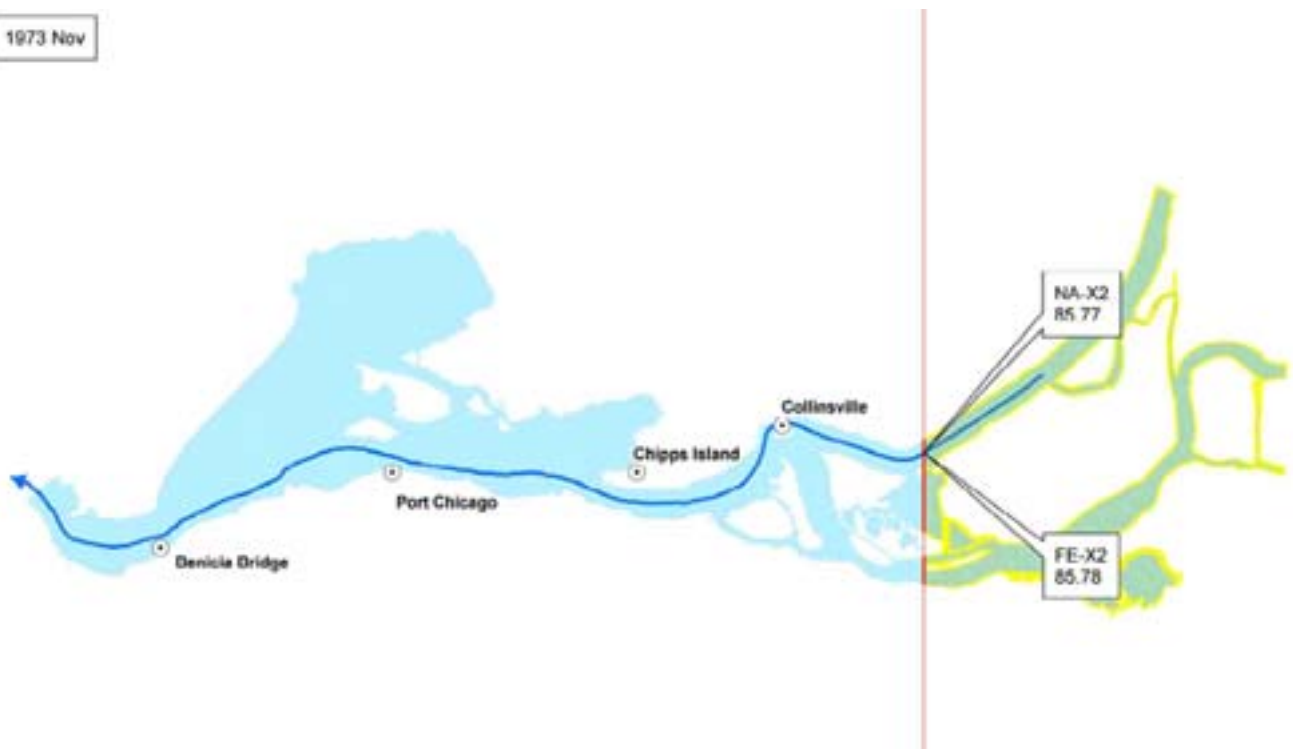 1973 Nov
NA-X2
85.77
Collinsville
Chipps Island
Port Chicago
Benicia Bridge
FE-X2
85.78